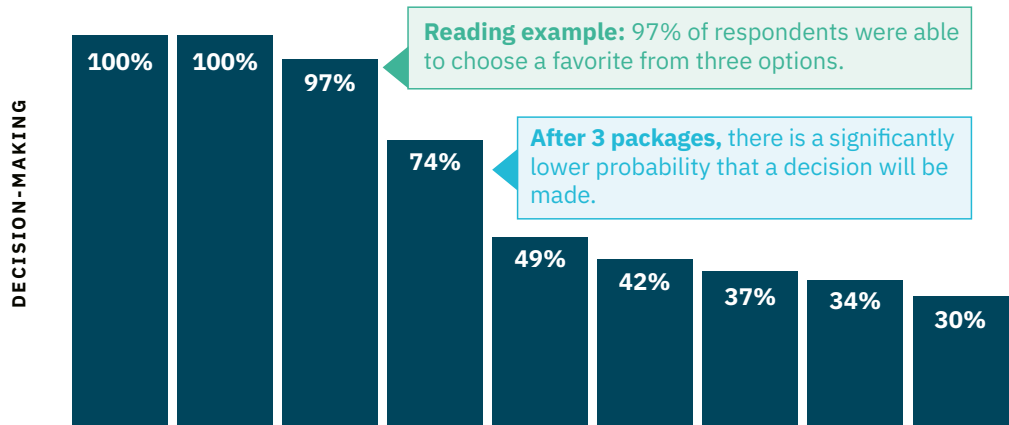 Reading example: 97% of respondents were able
to choose a favorite from three options.
After 3 packages, there is a significantly
lower probability that a decision will be
made.
DECISION-MAKING
100%
100%
97%
74%
49%
42%
37%
34%
30%